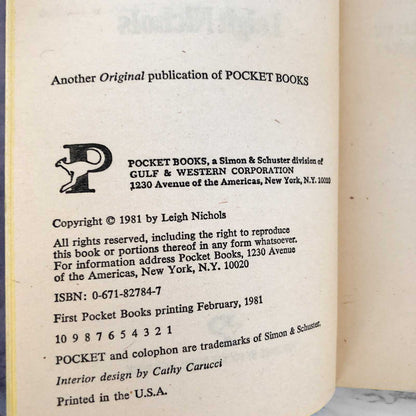 Leigh Nichols
Another Original publication of POCKET BOOKS
P
POCKET BOOKS, a Simon & Schuster division of
GULF & WESTERN CORPORATION
1230 Avenue of the Americas, New York, N.Y. 10020
Copyright © 1981 by Leigh Nichols
All rights reserved, including the right to reproduce
this book or portions thereof in any form whatsoever.
For information address Pocket Books, 1230 Avenue
of the Americas, New York, N.Y. 10020
ISBN: 0-671-82784-7
First Pocket Books printing February, 1981
10 9 8 7 6 5 4 3 2 1
POCKET and colophon are trademarks of Simon & Schuster.
Interior design by Cathy Carucci
Printed in the U.S.A.